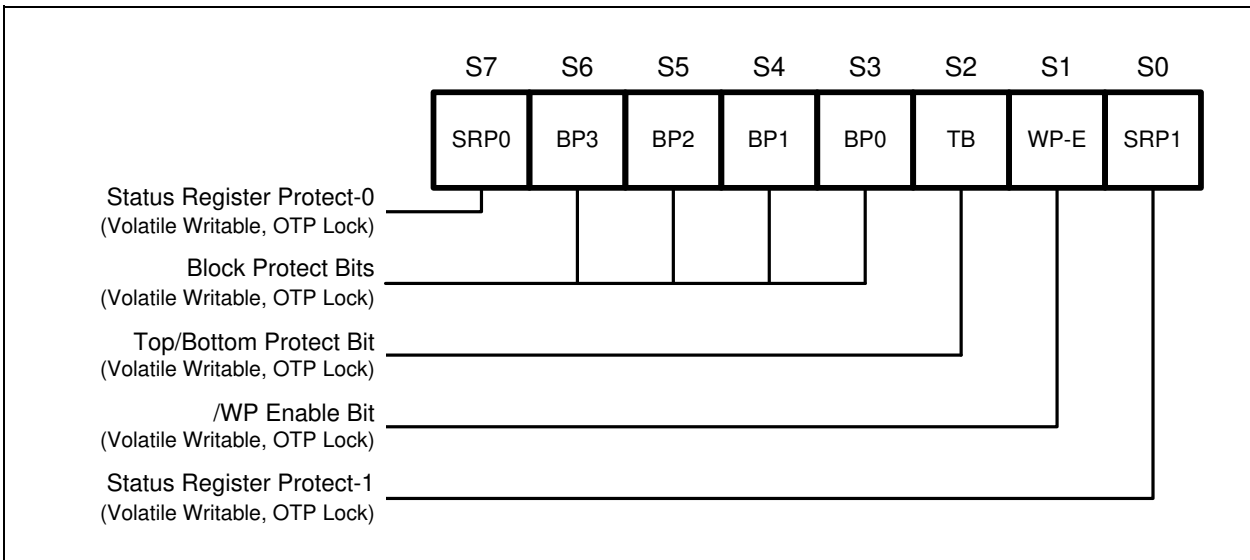 S7 S6 S5 S4 S3 S2 S1 S0
SRP0 BP3 BP2 BP1 BP0 TB WP-E SRP1
Status Register Protect-0
(Volatile Writable, OTP Lock)
Block Protect Bits
(Volatile Writable, OTP Lock)
Top/Bottom Protect Bit
(Volatile Writable, OTP Lock)
/WP Enable Bit
(Volatile Writable, OTP Lock)
Status Register Protect-1
(Volatile Writable, OTP Lock)